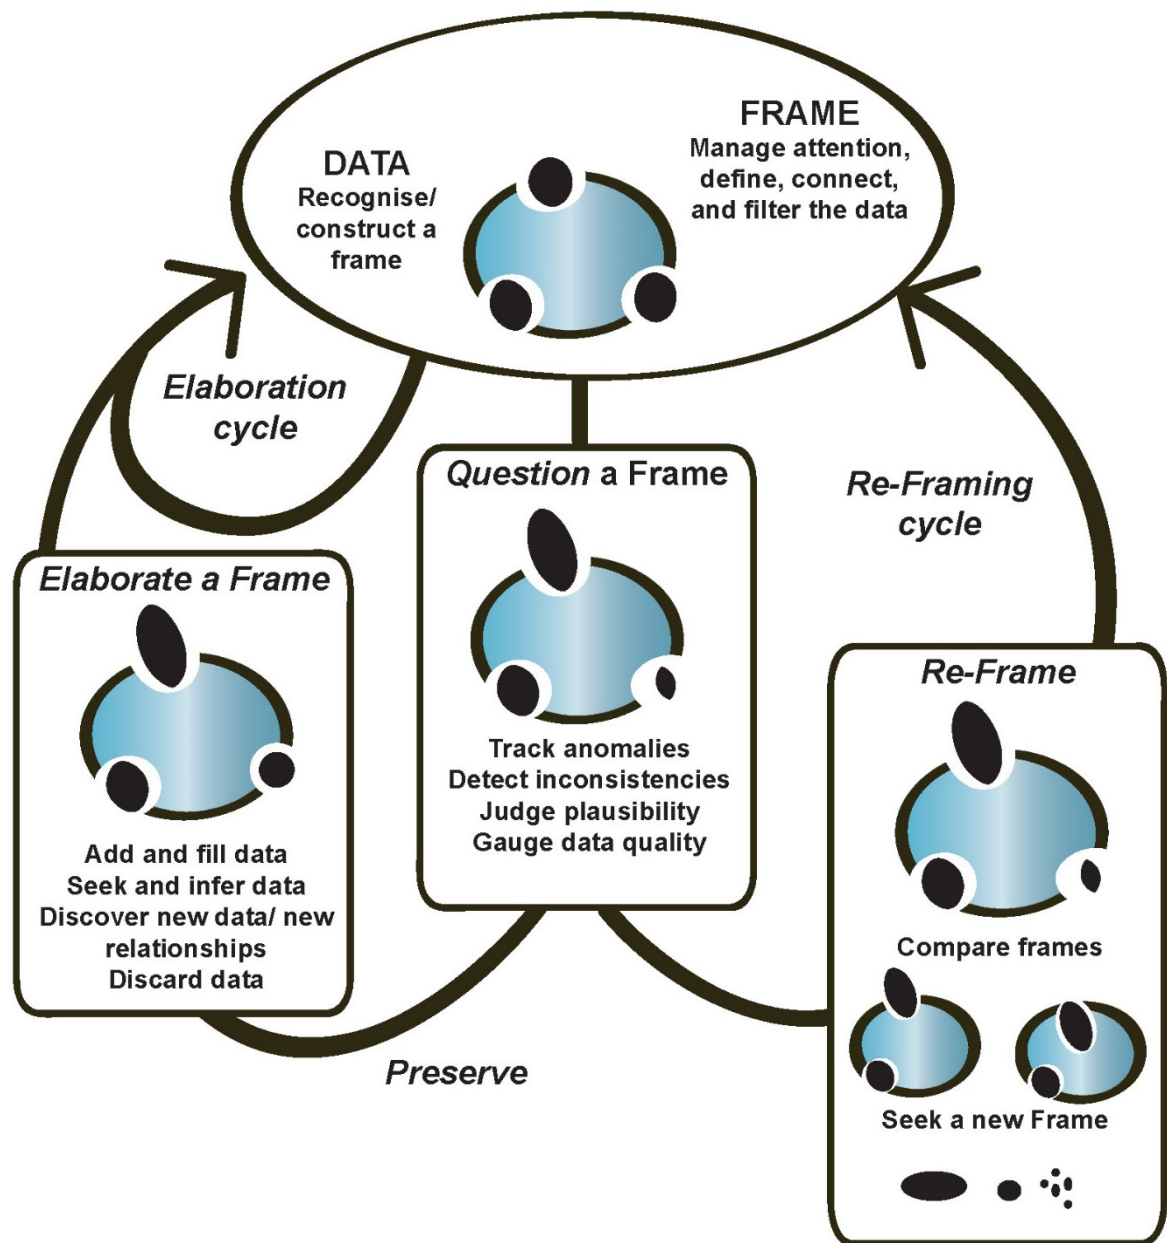 DATA
Recognise/
construct a
frame
FRAME
Manage attention,
define, connect,
and filter the data
Elaboration
cycle
Question a Frame
Track anomalies
Detect inconsistencies
Judge plausibility
Gauge data quality
Re-Framing
cycle
Elaborate a Frame
Add and fill data
Seek and infer data
Discover new data/ new
relationships
Discard data
Preserve
Re-Frame
Compare frames
Seek a new Frame